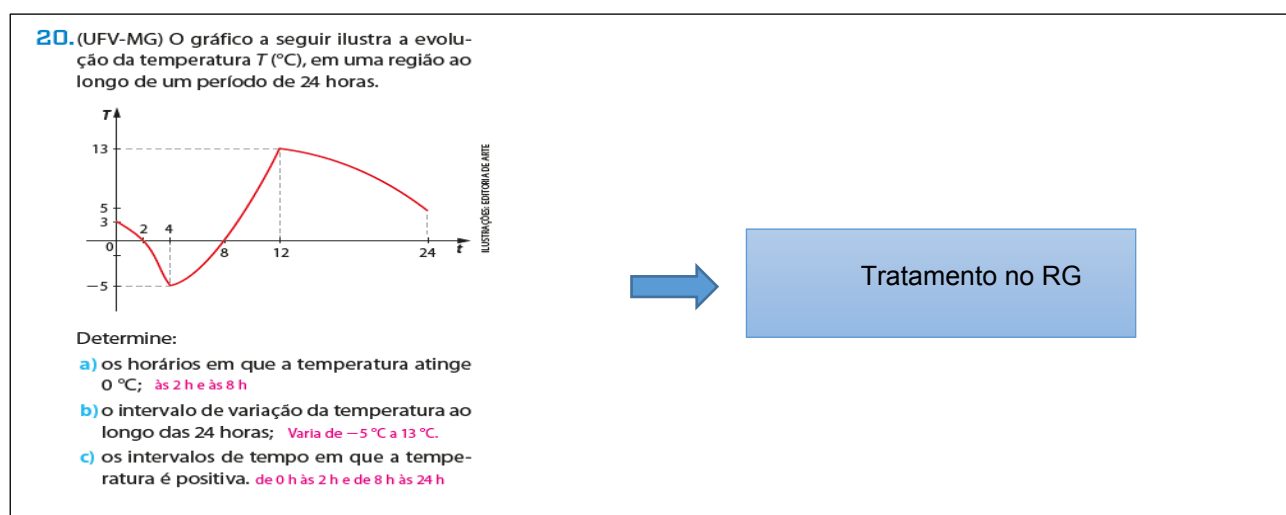 20. (UFV-MG) O gráfico a seguir ilustra a evolu-
ção da temperatura T (ºC), em uma região ao
longo de um período de 24 horas.
T
13
5
3
2 4
0
8 12 24 t
−5
ILUSTRAÇÕES: EDITORIA DE ARTE
Tratamento no RG
Determine:
a) os horários em que a temperatura atinge
0 ºC; às 2 h e às 8 h
b) o intervalo de variação da temperatura ao
longo das 24 horas; Varia de −5 ºC a 13 ºC.
c) os intervalos de tempo em que a tempe-
ratura é positiva. de 0 h às 2 h e de 8 h às 24 h